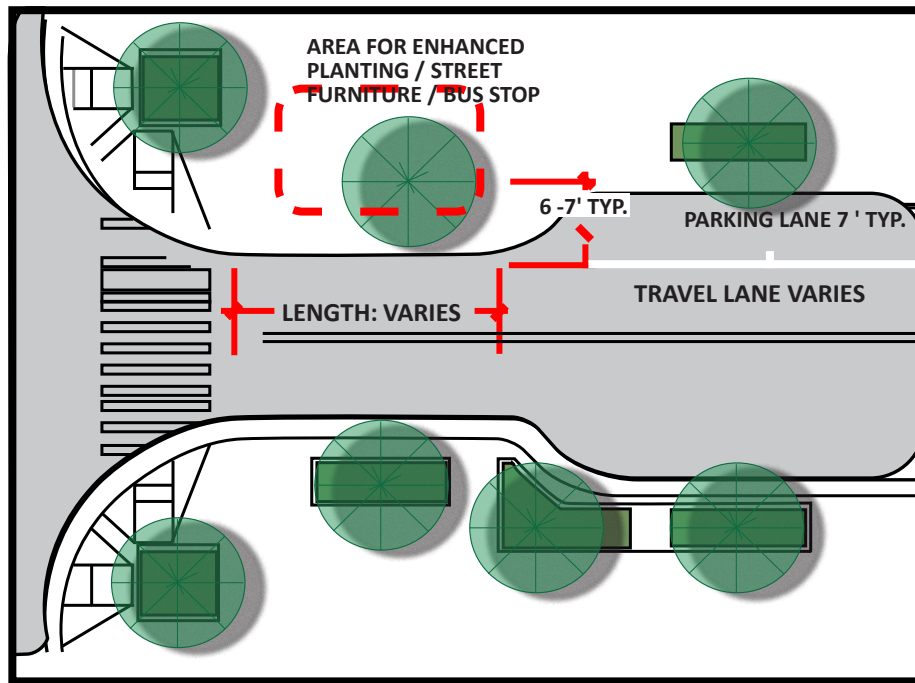 AREA FOR ENHANCED
PLANTING / STREET
FURNITURE / BUS STOP
6 -7' TYP.
PARKING LANE 7 ' TYP.
TRAVEL LANE VARIES
LENGTH: VARIES